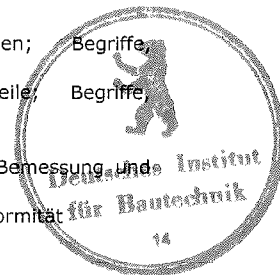 en; Begriffe,
eile; Begriffe,
Bemessung und
ormität
Deutsches Institut
für Bautechnik
14